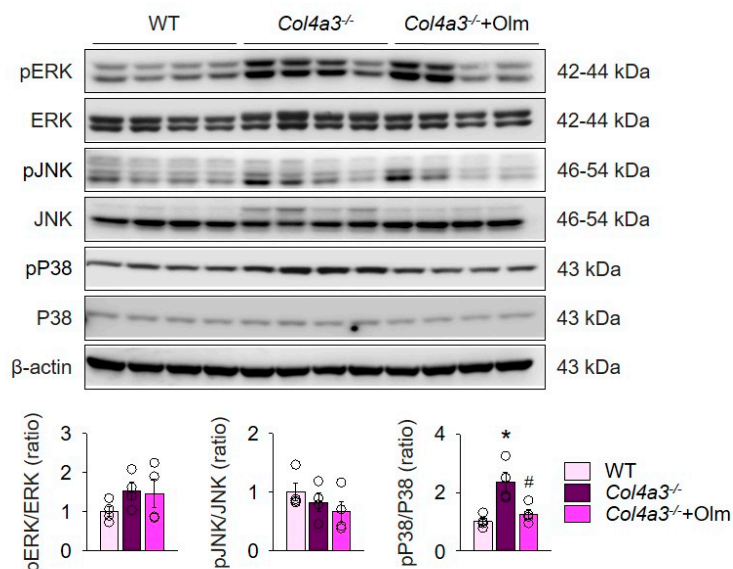 WT Col4a3-/- Col4a3-/-+Olm
pERK 42-44 kDa
ERK 42-44 kDa
pJNK 46-54 kDa
JNK 46-54 kDa
pP38 43 kDa
P38 43 kDa
β-actin 43 kDa
pERK/ERK (ratio)
3
2
1
0
pJNK/JNK (ratio)
2
1
0
pP38/P38 (ratio)
4
2
0
*
#
WT
Col4a3-/-
Col4a3-/-+Olm